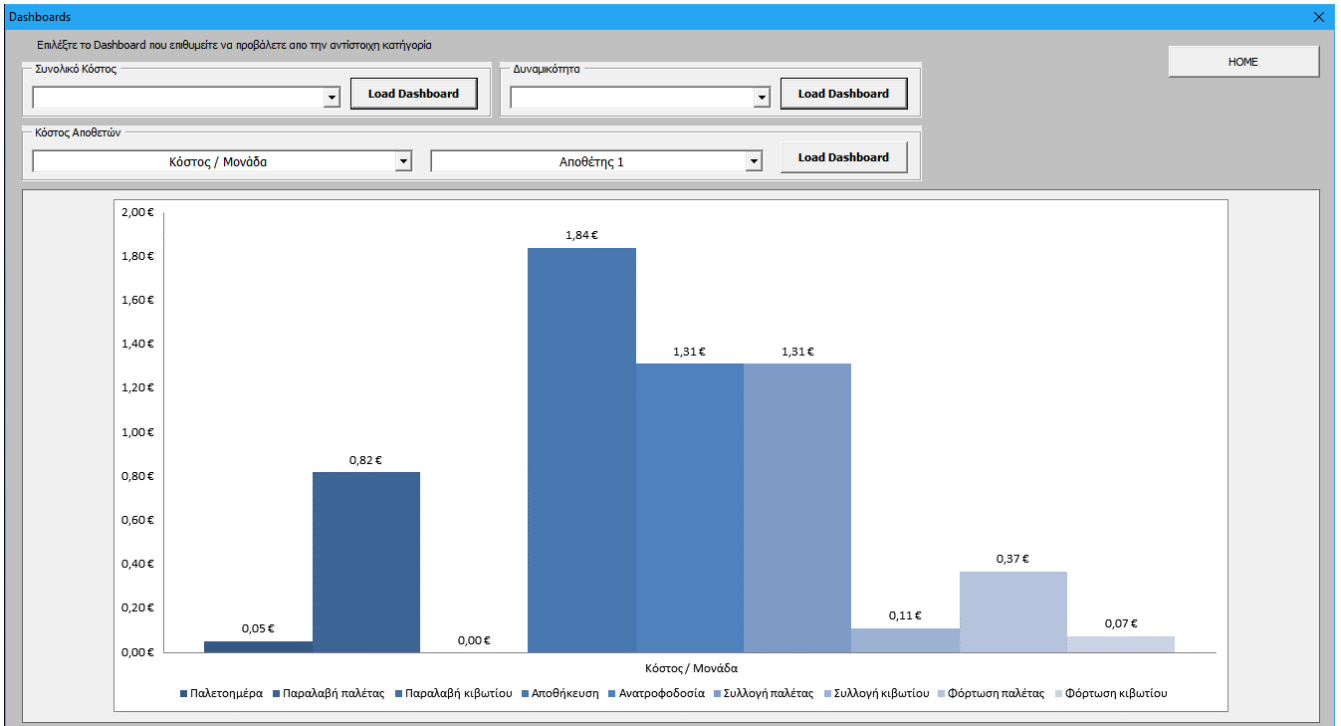 Dashboards
Επιλέξτε το Dashboard που επιθυμείτε να προβάλετε απο την αντίστοιχη κατήγορία
HOME
Συνολικό Κόστος
Load Dashboard
Δυναμικότητα
Load Dashboard
Κόστος Αποθετών
Κόστος / Μονάδα
Αποθέτης 1
Load Dashboard
2,00 €
1,80 €
1,60 €
1,40 €
1,20 €
1,00 €
0,80 €
0,60 €
0,40 €
0,20 €
0,00 €
0,05 €
0,82 €
0,00 €
1,84 €
1,31 €
1,31 €
0,11 €
0,37 €
0,07 €
Κόστος / Μονάδα
Παλετοημέρα Παραλαβή παλέτας Παραλαβή κιβωτίου Αποθήκευση Ανατροφοδοσία Συλλογή παλέτας Συλλογή κιβωτίου Φόρτωση παλέτας Φόρτωση κιβωτίου